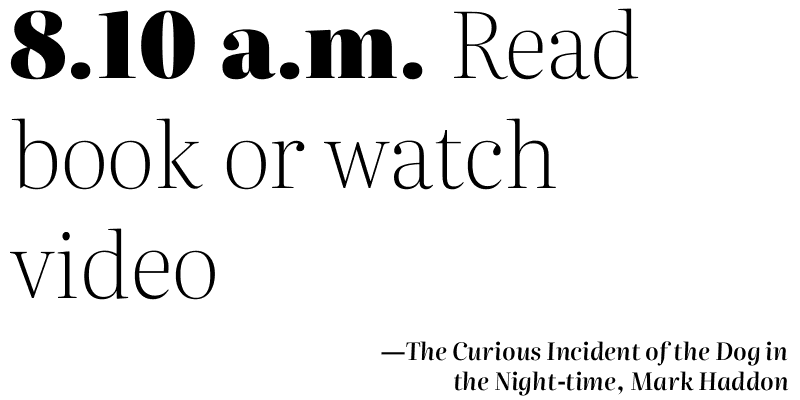 8.10 a.m. Read
book or watch
video
—The Curious Incident of the Dog in
the Night-time, Mark Haddon